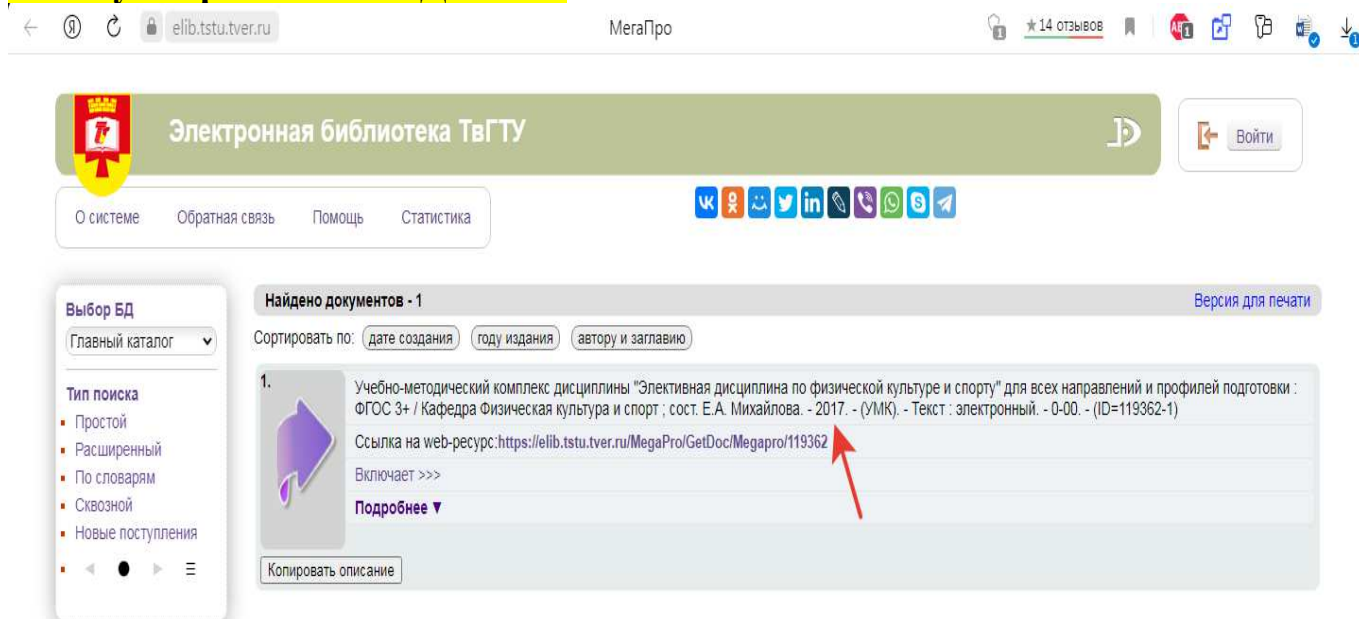 elib.tstu.tver.ru МегаПро 14 отзывов
Электронная библиотека ТвГТУ
Войти
О системе Обратная связь Помощь Статистика
Выбор БД
Главный каталог
Тип поиска
Простой
Расширенный
По словарям
Сквозной
Новые поступления
Найдено документов - 1 Версия для печати
Сортировать по: дате создания году издания автору и заглавию
1.
Учебно-методический комплекс дисциплины "Элективная дисциплина по физической культуре и спорту" для всех направлений и профилей подготовки :
ФГОС 3+ / Кафедра Физическая культура и спорт ; сост. Е.А. Михайлова. - 2017. - (УМК). - Текст : электронный. - 0-00. - (ID=119362-1)
Ссылка на web-ресурс:https://elib.tstu.tver.ru/MegaPro/GetDoc/Megapro/119362
Включает >>>
Подробнее ▼
Копировать описание